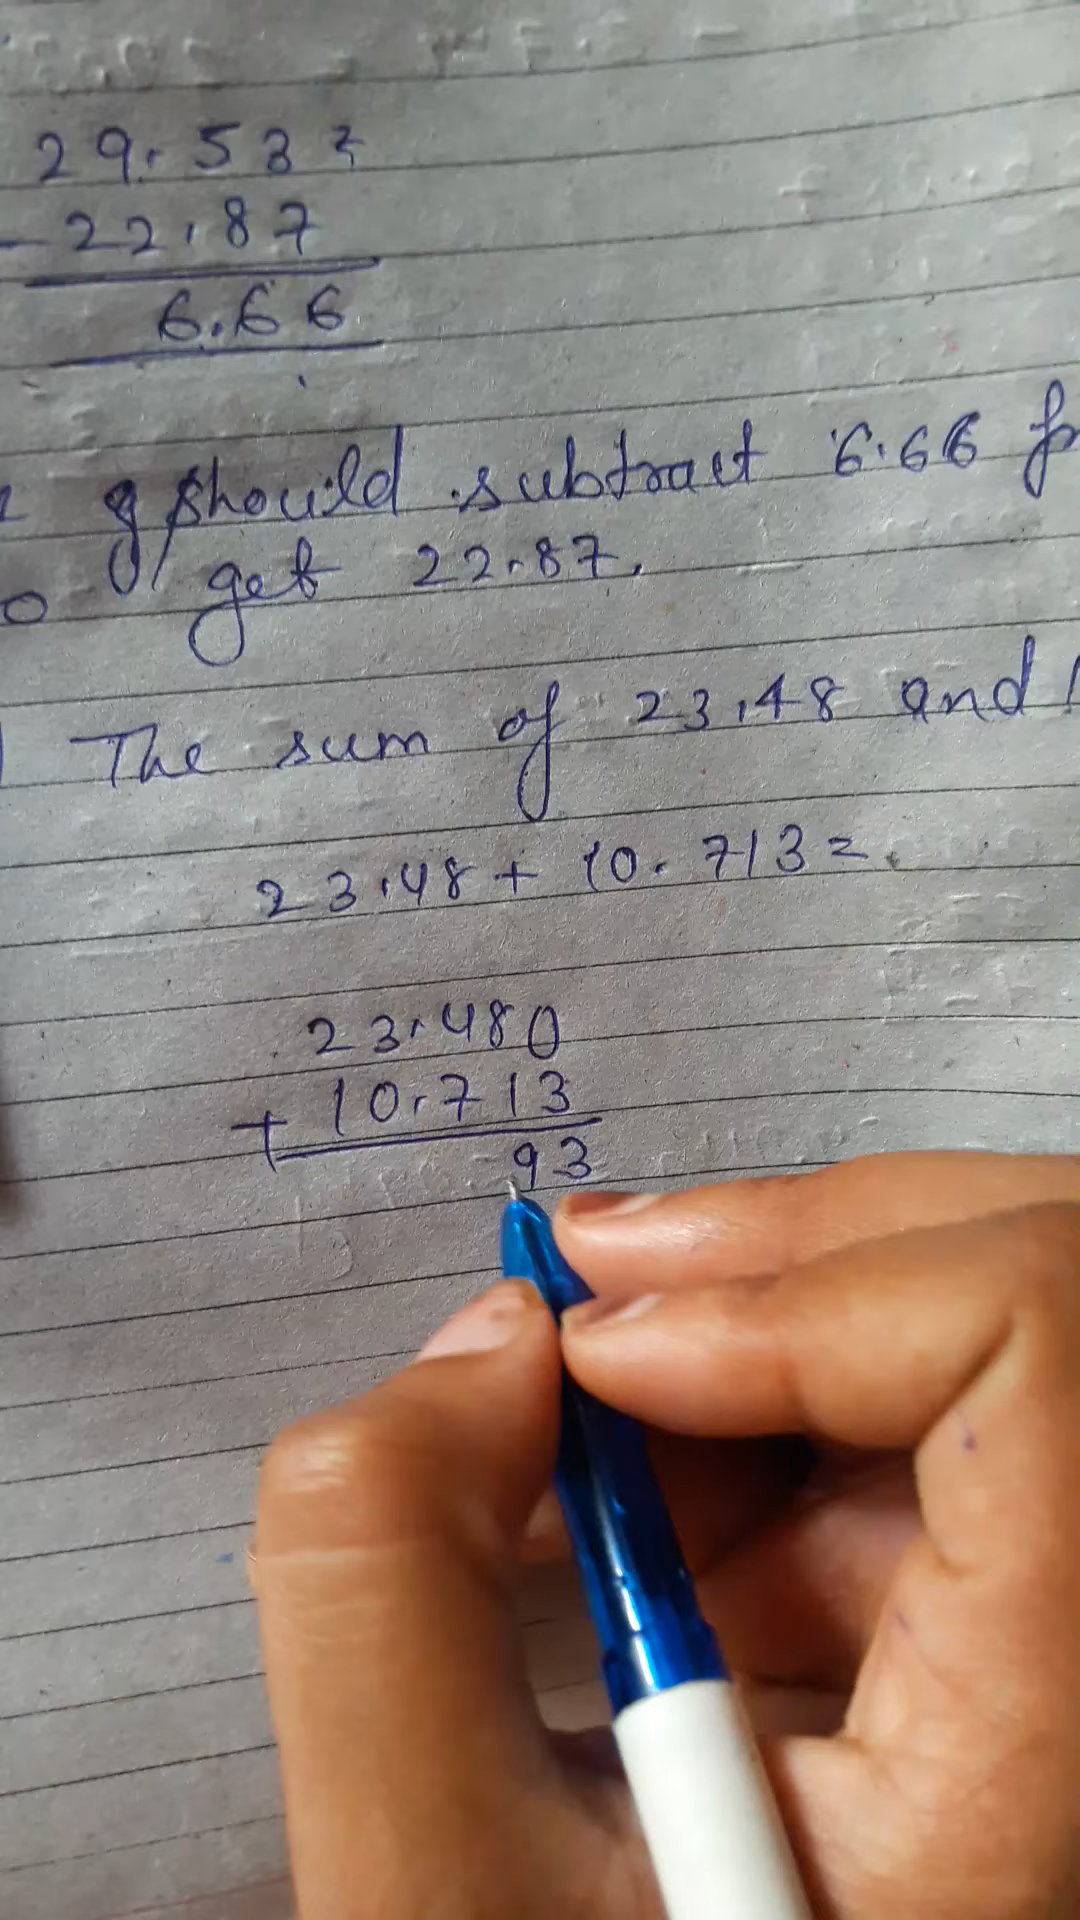 29.533
- 22.87
6.66
I should subtract 6.66
get 22.87.
The sum of 23.48 and
23.48 + 10.713 =
23.480
+ 10.713
93